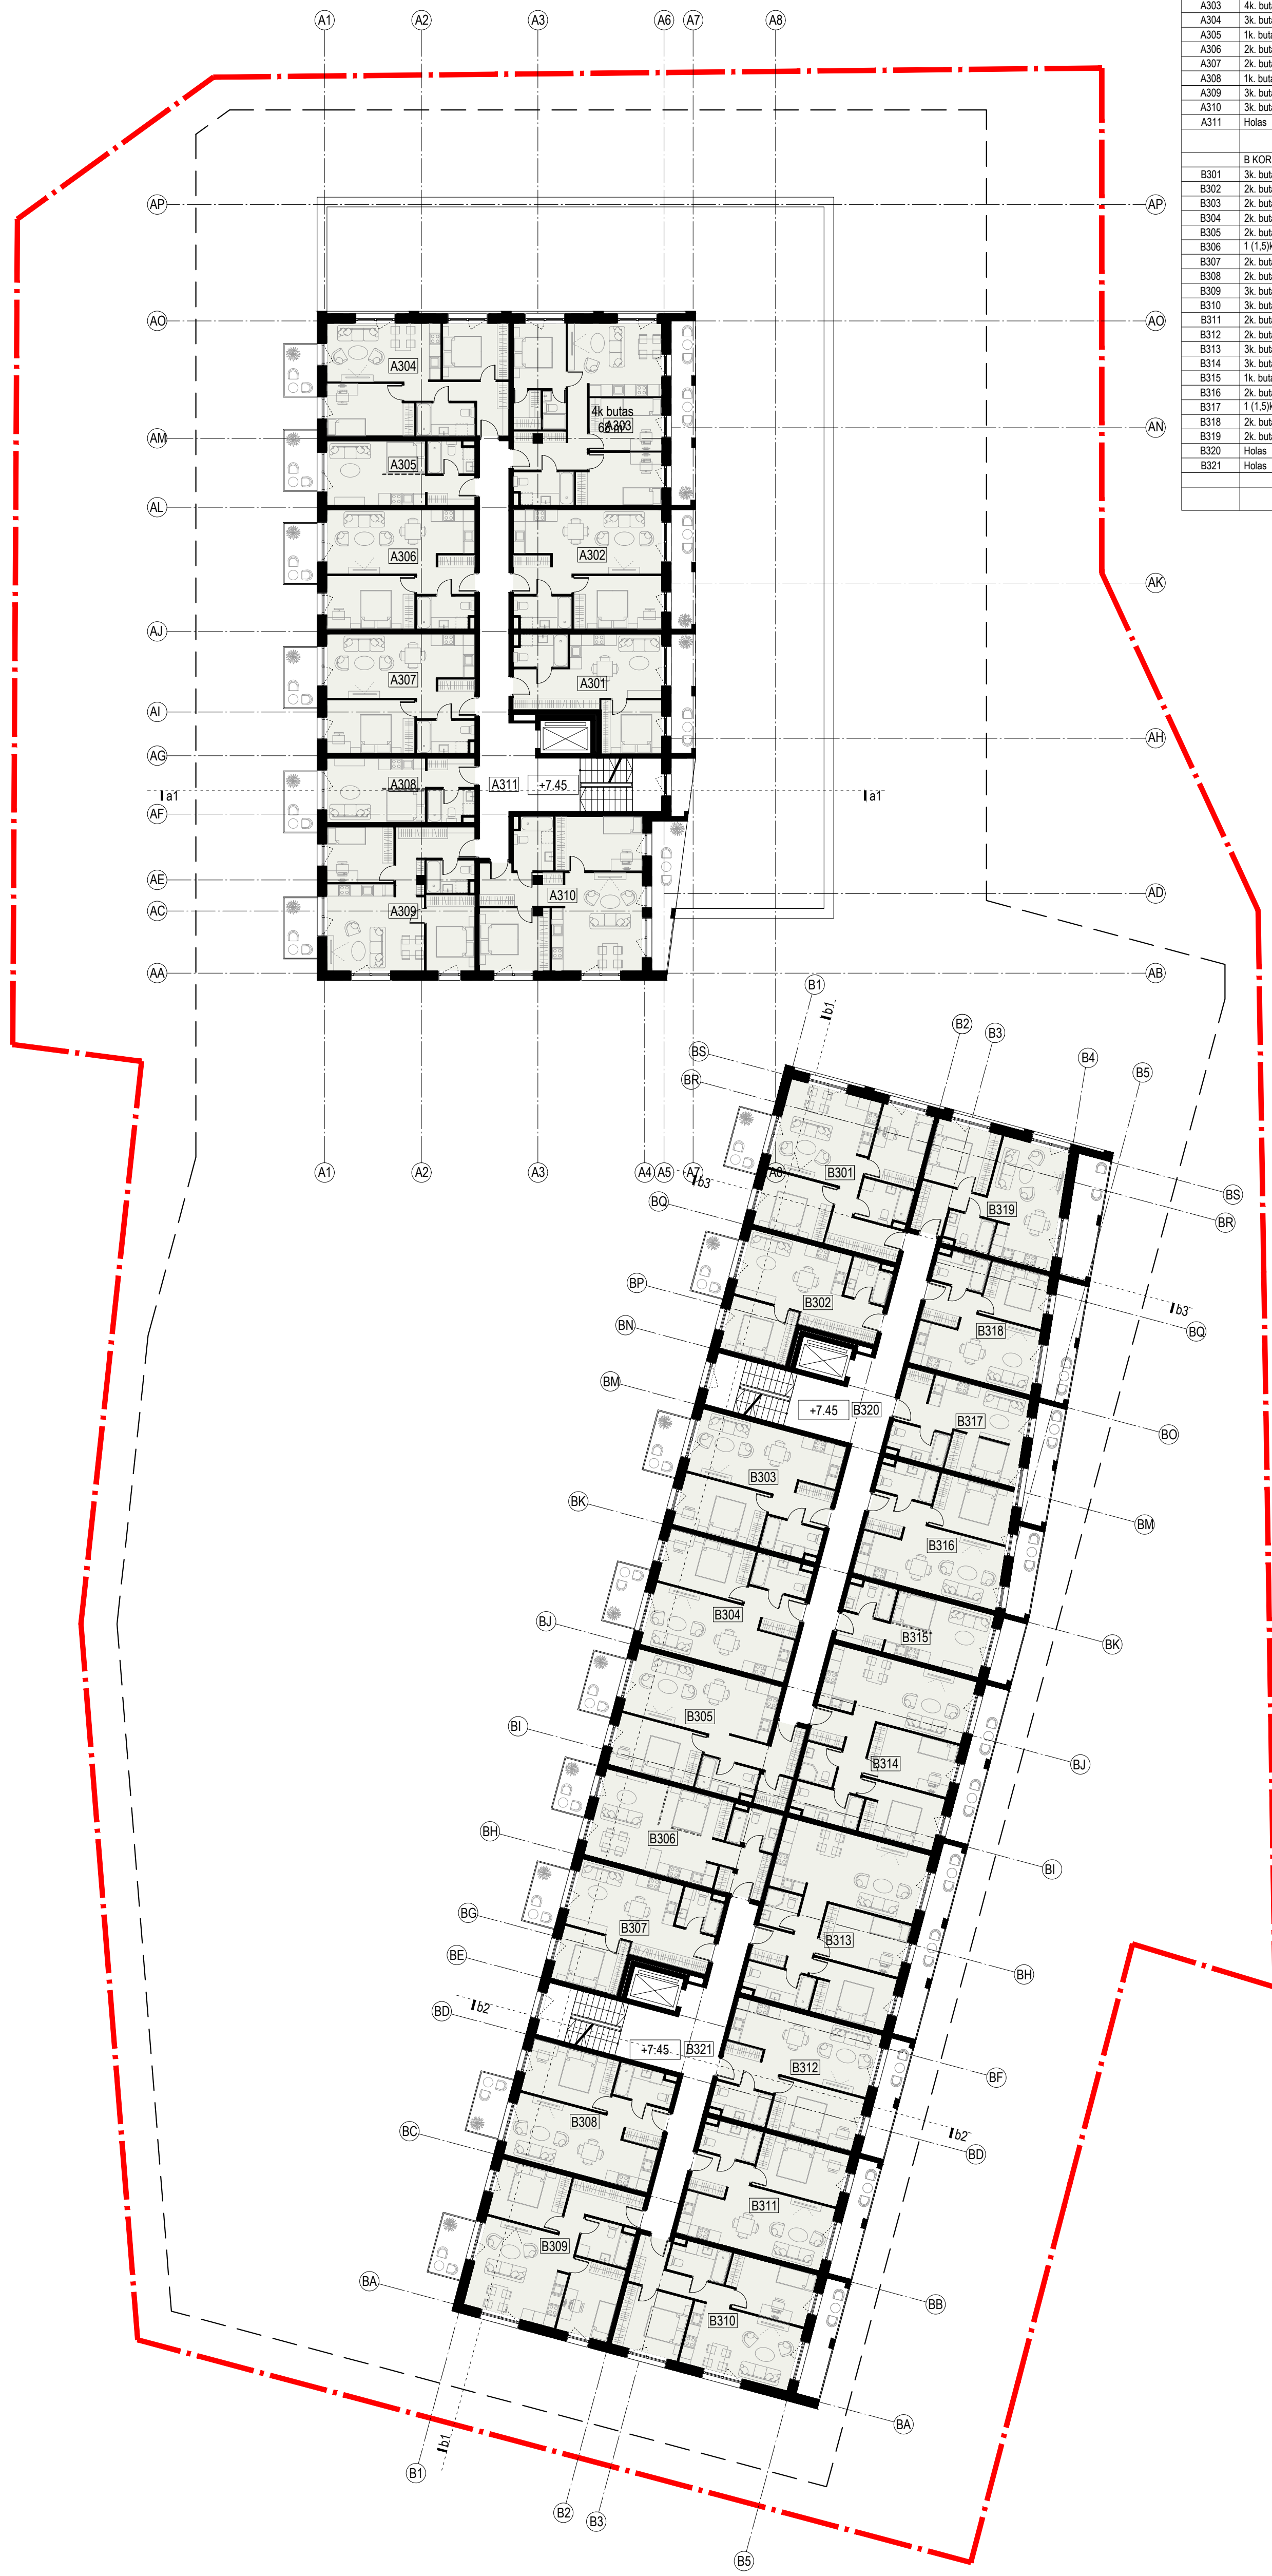 A1 A2 A3 A6 A7 A8
A303 4k. but
A304 3k. but
A305 1k. but
A306 2k. but
A307 2k. but
A308 1k. but
A309 3k. but
A310 3k. but
A311 Holas
B KOR
B301 3k. but
B302 2k. but
B303 2k. but
B304 2k. but
B305 2k. but
B306 1 (1,5)k
B307 2k. but
B308 2k. but
B309 3k. but
B310 3k. but
B311 2k. but
B312 2k. but
B313 3k. but
B314 3k. but
B315 1k. but
B316 2k. but
B317 1 (1,5)k
B318 2k. but
B319 2k. but
B320 Holas
B321 Holas
AP AP
AO AO
A304
4k butas
A303
AM AN
A305
AL
A306 A302
AK
AJ
A307 A301
AI
AG AH
A308 A311 +7.45
a1 a1
AF
AE
A310 AD
AC A309
AA AB
B1
b1
B2
B3
BS
B4
B5
BR
A1 A2 A3 A4 A5 A7 A8
B301
b3
BS
BQ
B319
BR
BP
B302
b3
BN
B318
BQ
BM
+7.45 B320
B317
BO
B303
BK
BM
B316
B304
BJ
B315
BK
B305
BI
B314
BJ
B306
BH
BI
BG
B307
B313
BE
BH
b2
BD
+7.45 B321
B312
BF
B308
BC
b2
BD
B311
B309
BA
BB
B310
BA
b1
B1
B2
B3
B5